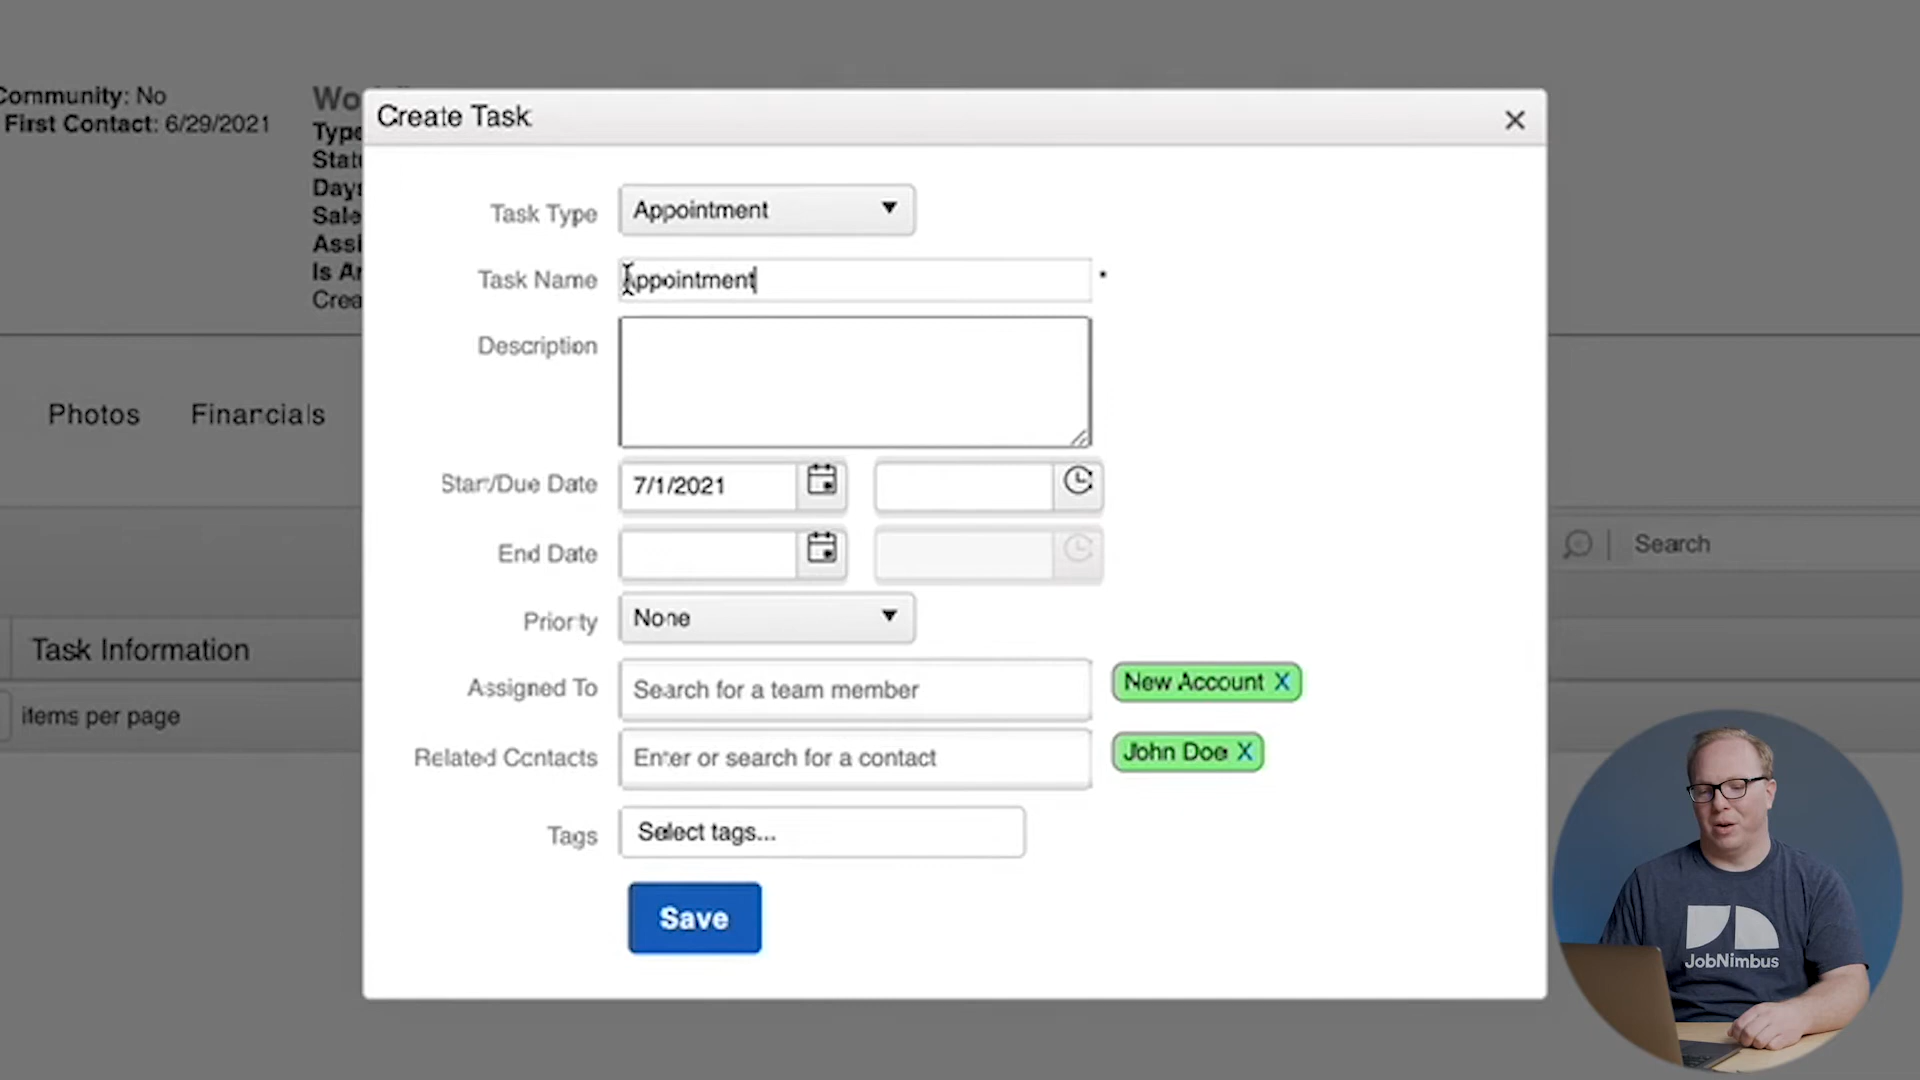 Community: No
First Contact: 6/29/2021
Create Task
Task Type
Appointment
Task Name
Appointment
Description
Start/Due Date
7/1/2021
End Date
Priority
None
Assigned To
Search for a team member
New Account X
Related Contacts
Enter or search for a contact
John Doe X
Tags
Select tags...
Save
Photos
Financials
Search
Task Information
items per page
JobNimbus